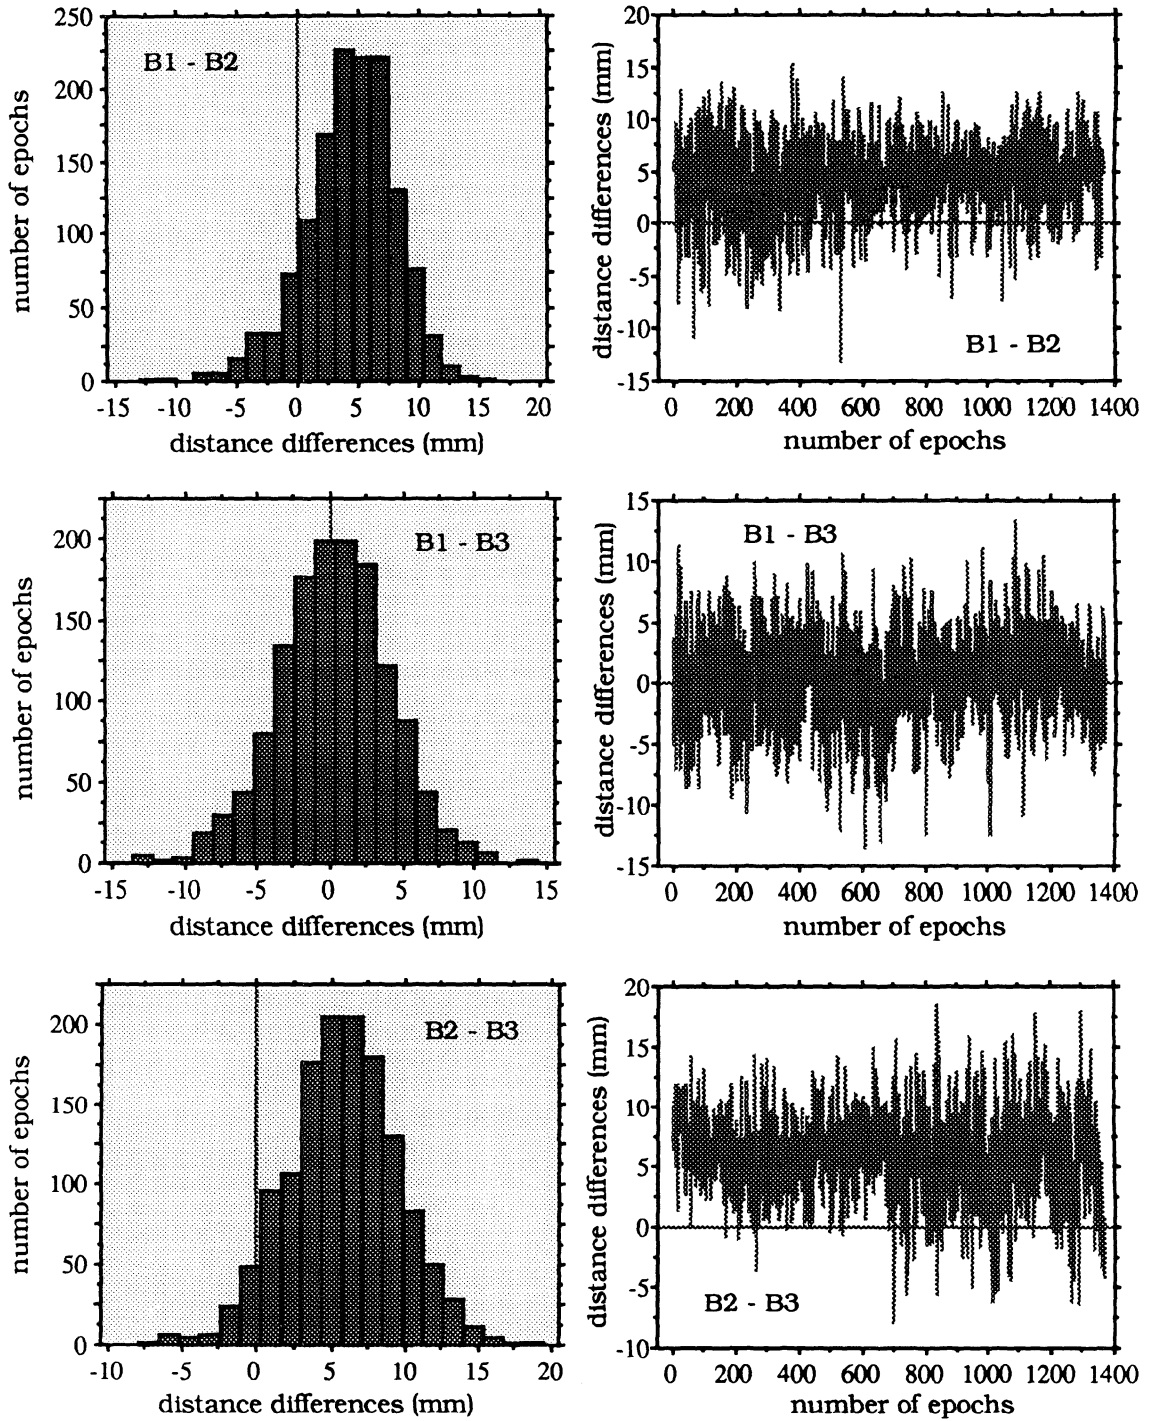 250
200
150
100
50
0
number of epochs
B1 - B2
-15 -10 -5 0 5 10 15 20
distance differences (mm)
20
15
10
5
0
-5
-10
-15
distance differences (mm)
B1 - B2
0 200 400 600 800 1000 1200 1400
number of epochs
200
150
100
50
0
number of epochs
B1 - B3
-15 -10 -5 0 5 10 15
distance differences (mm)
15
10
5
0
-5
-10
-15
distance differences (mm)
B1 - B3
0 200 400 600 800 1000 1200 1400
number of epochs
200
150
100
50
0
number of epochs
B2 - B3
-10 -5 0 5 10 15 20
distance differences (mm)
20
15
10
5
0
-5
-10
distance differences (mm)
B2 - B3
0 200 400 600 800 1000 1200 1400
number of epochs